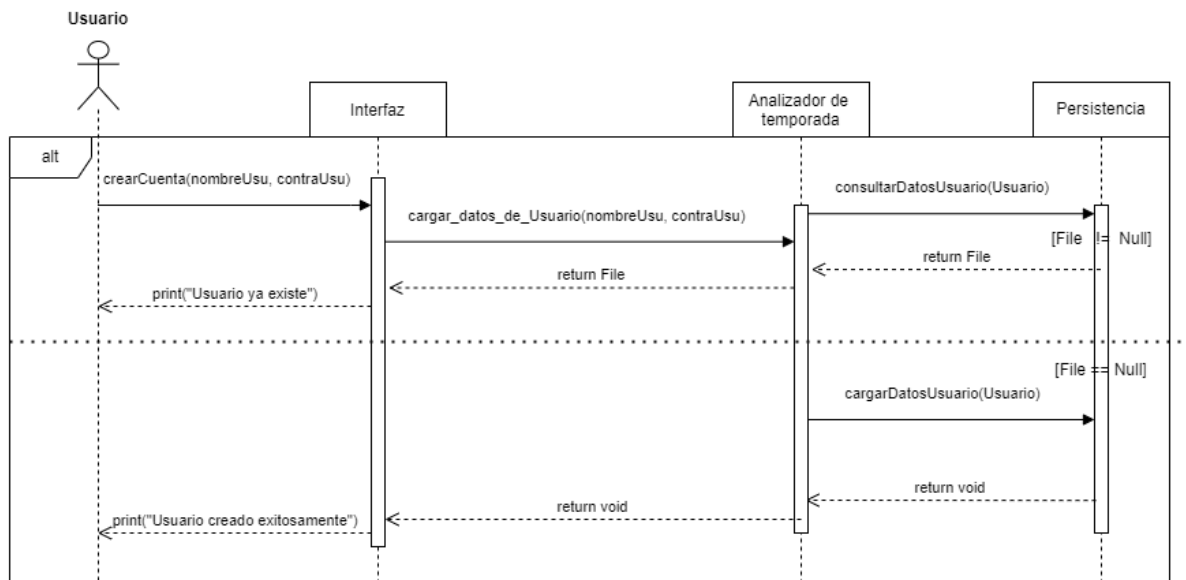 Usuario
Interfaz
Analizador de
temporada
Persistencia
alt
crearCuenta(nombreUsu, contraUsu)
consultarDatosUsuario(Usuario)
cargar_datos_de_Usuario(nombreUsu, contraUsu)
[File != Null]
return File
return File
print("Usuario ya existe")
[File == Null]
cargarDatosUsuario(Usuario)
return void
return void
print("Usuario creado exitosamente")